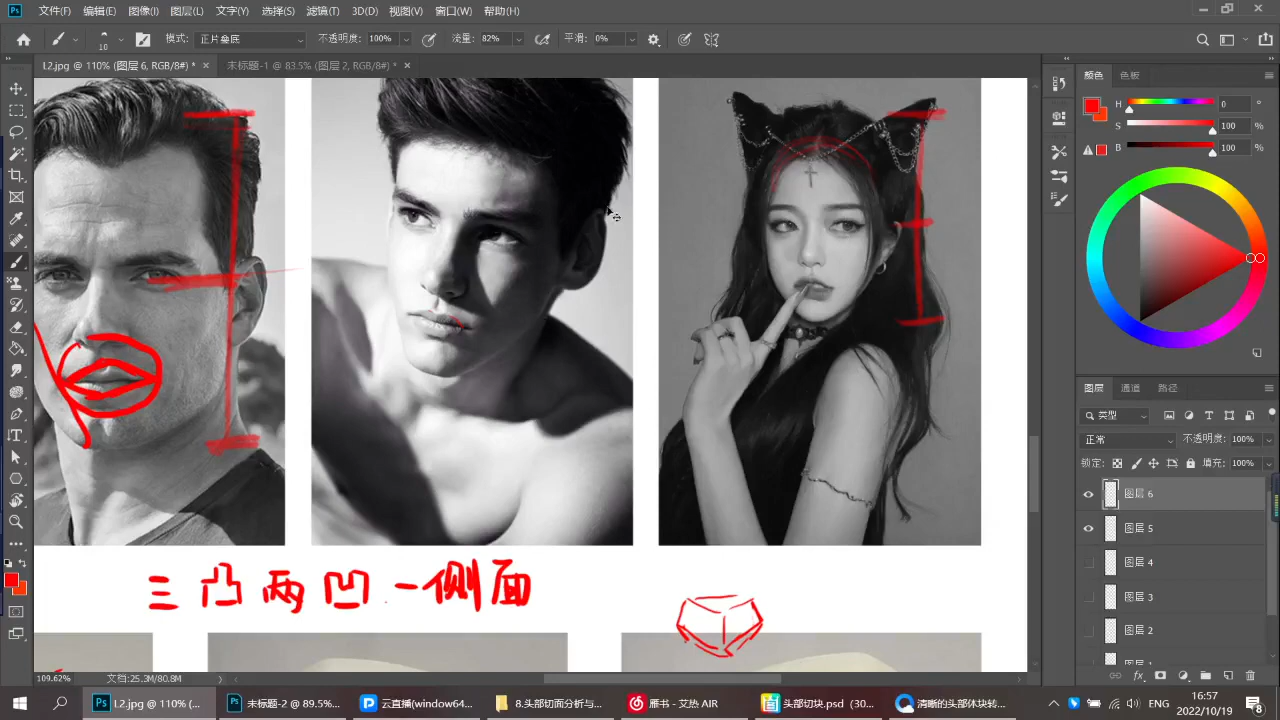 Ps 文件(F) 编辑(E) 图像(I) 图层(L) 文字(Y) 选择(S) 滤镜(T) 3D(D) 视图(V) 窗口(W) 帮助(H)
10 模式: 正片叠底 不透明度: 100% 流量: 82% 平滑: 0%
L2.jpg @ 110% (图层 6, RGB/8#) * × 未标题-1 @ 83.5% (图层 2, RGB/8#) * ×
颜色 色板
H 0 °
S 100 %
B 100 %
图层 通道 路径
类型
正常 不透明度: 100%
锁定: 填充: 100%
图层 6
图层 5
图层 4
图层 3
图层 2
三凸两凹一侧面
109.62% 文档:25.3M/80.8M
L2.jpg @ 110% (... 未标题-2 @ 89.5%... 云直播(window64... 8.头部切面分析与... 雁书 - 艾热 AIR 头部切块.psd（30... 清晰的头部体块转...
16:57
2022/10/19
8